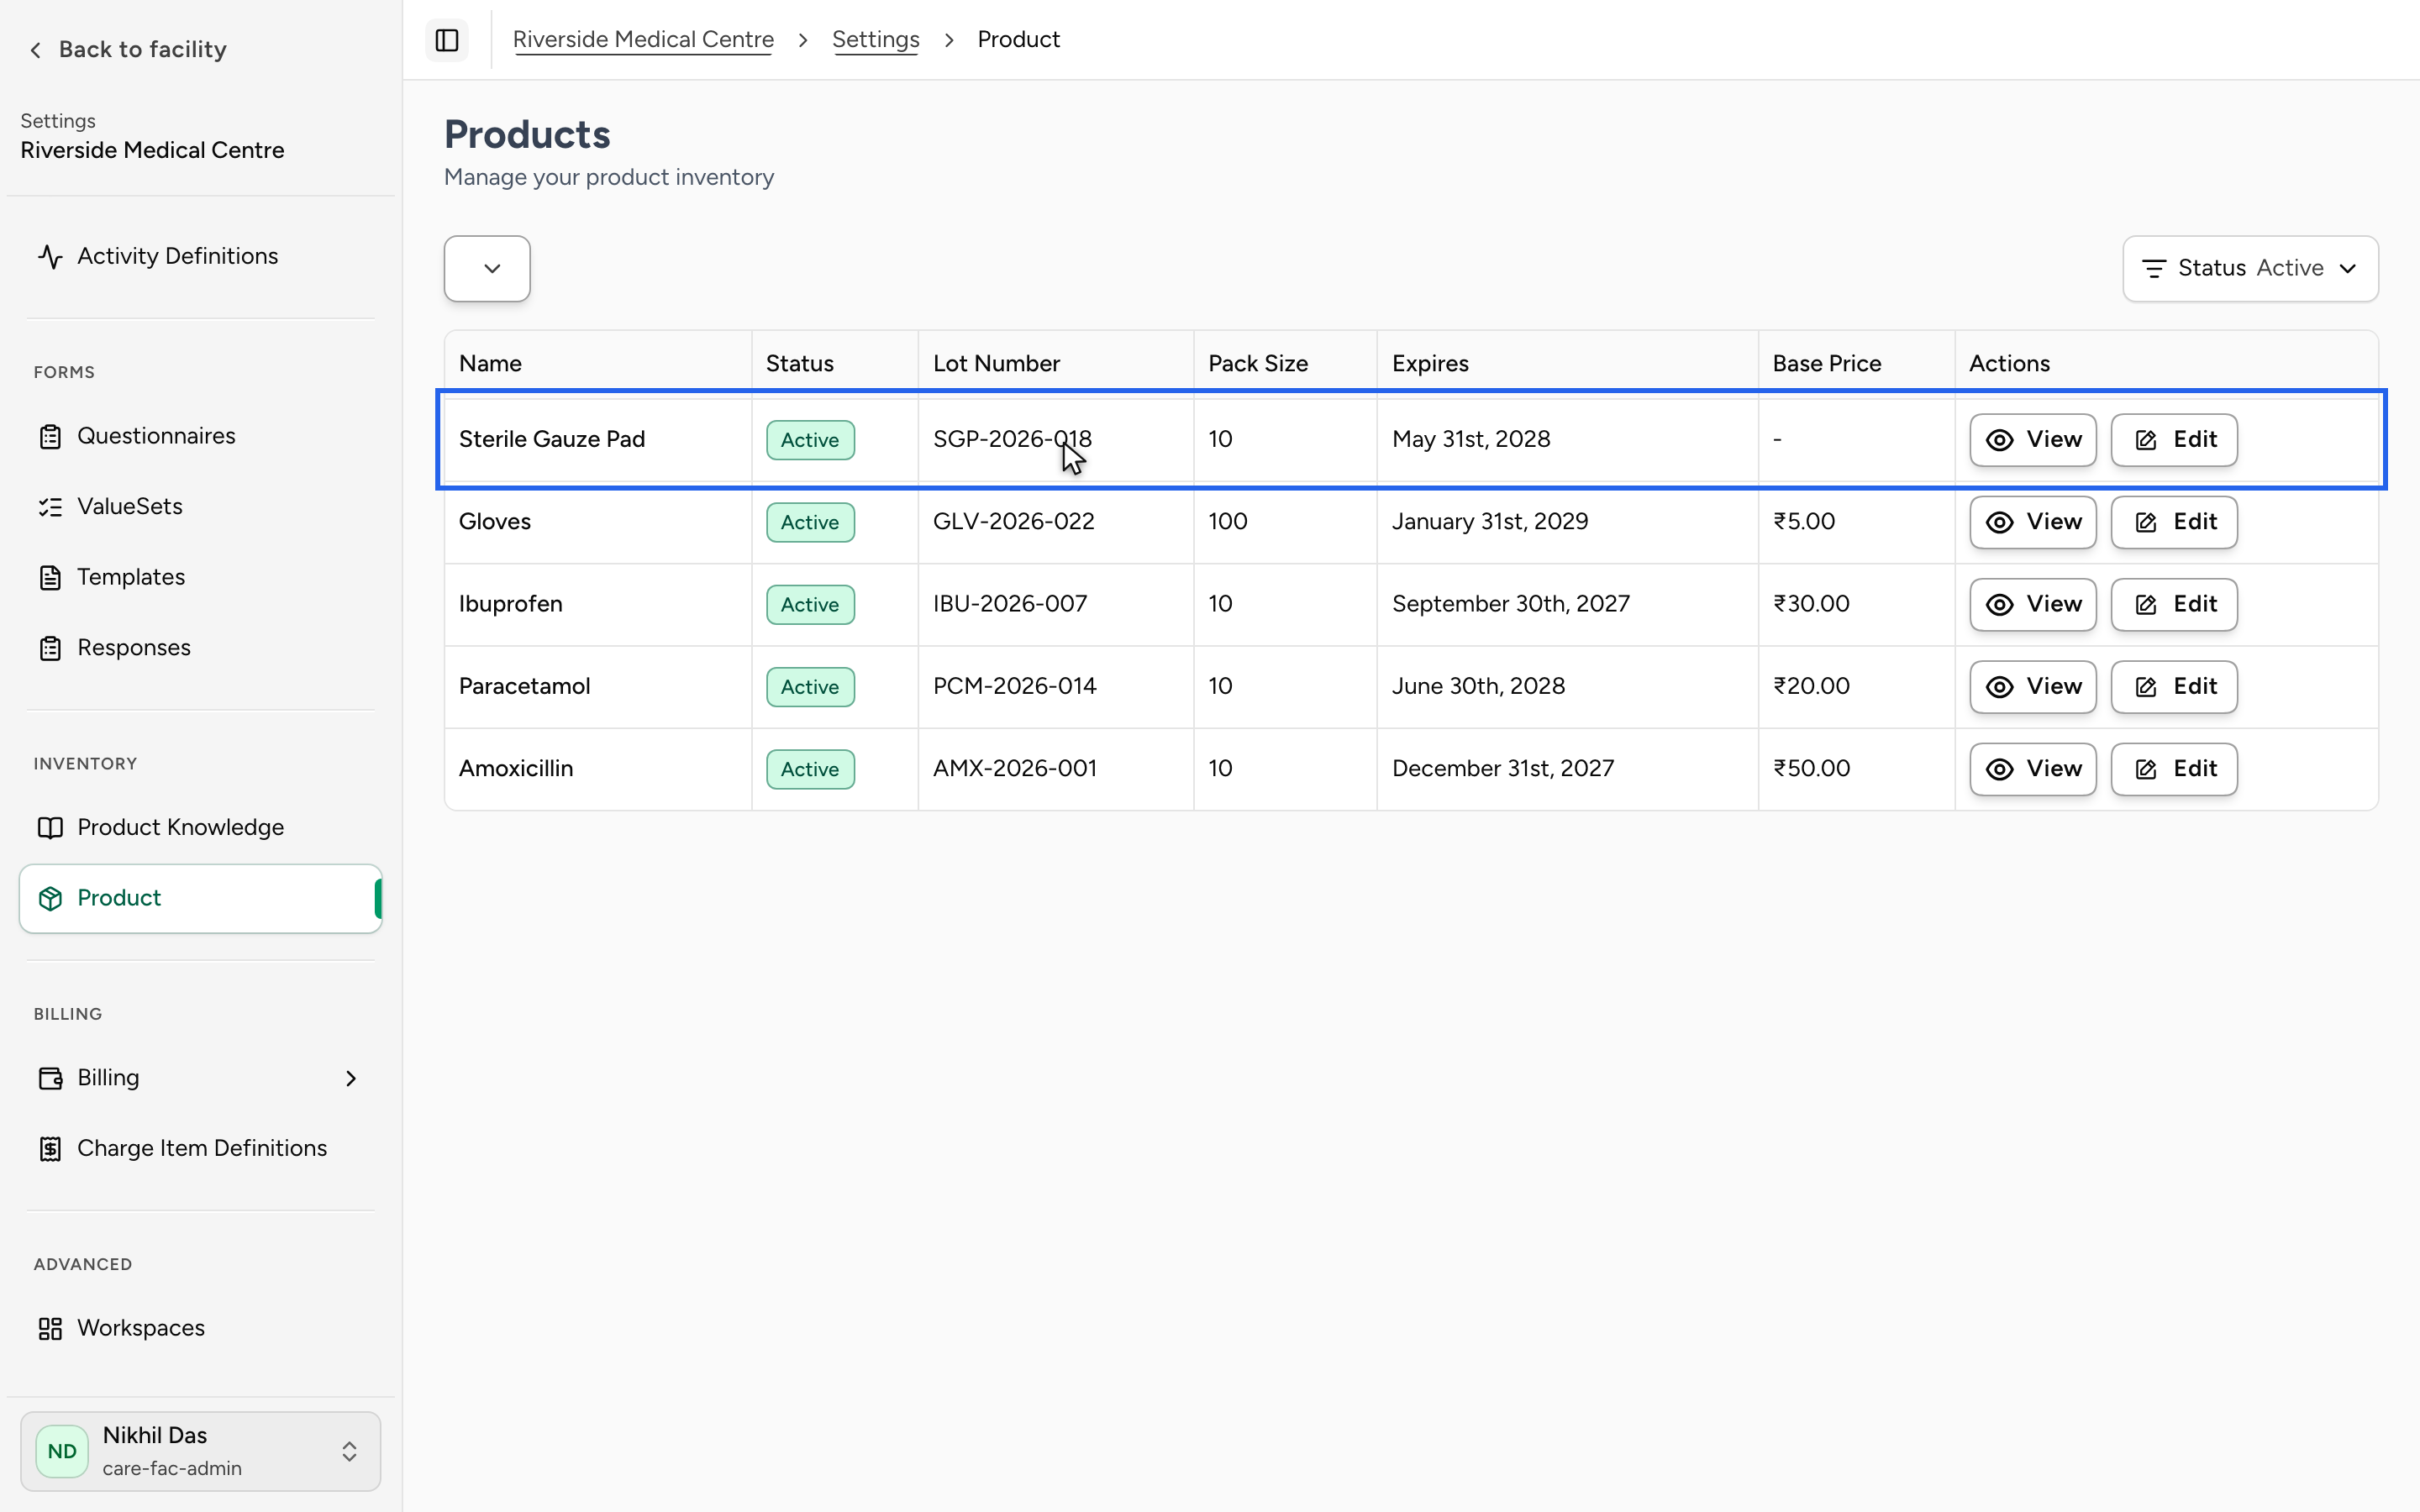 Back to facility
Settings
Riverside Medical Centre
Activity Definitions
FORMS
Questionnaires
ValueSets
Templates
Responses
INVENTORY
Product Knowledge
Product
BILLING
Billing
Charge Item Definitions
ADVANCED
Workspaces
ND
Nikhil Das
care-fac-admin
Riverside Medical Centre > Settings > Product
Products
Manage your product inventory
Status Active
Name Status Lot Number Pack Size Expires Base Price Actions
Sterile Gauze Pad Active SGP-2026-018 10 May 31st, 2028 - View Edit
Gloves Active GLV-2026-022 100 January 31st, 2029 ₹5.00 View Edit
Ibuprofen Active IBU-2026-007 10 September 30th, 2027 ₹30.00 View Edit
Paracetamol Active PCM-2026-014 10 June 30th, 2028 ₹20.00 View Edit
Amoxicillin Active AMX-2026-001 10 December 31st, 2027 ₹50.00 View Edit